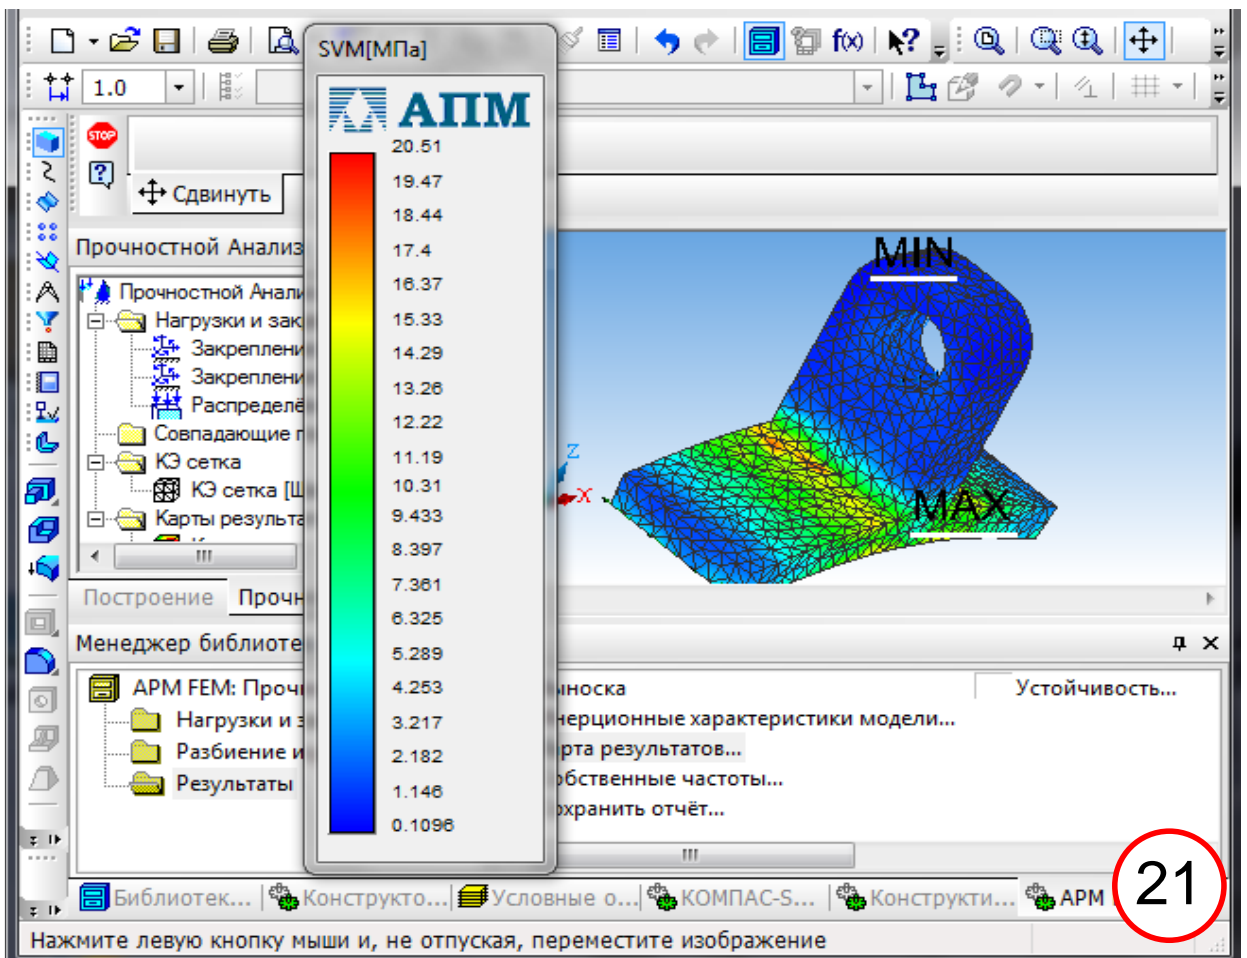 SVM[МПа]
АПМ
20.51
19.47
18.44
17.4
16.37
15.33
14.29
13.26
12.22
11.19
10.31
9.433
8.397
7.361
6.325
5.289
4.253
3.217
2.182
1.146
0.1096
1.0
f(x)
STOP
Сдвинуть
Прочностной Анализ
Прочностной Анали
Нагрузки и зак
Закреплени
Закреплени
Распределё
Совпадающие г
КЭ сетка
КЭ сетка [Ш
Карты результа
MIN
MAX
Z
X
Построение Прочн
Менеджер библиоте
APM FEM: Прочн
Нагрузки и з
Разбиение и
Результаты
ыноска
нерционные характеристики модели...
рта результатов...
обственные частоты...
охранить отчёт...
Устойчивость...
Библиотек... Конструкто... Условные о... КОМПАС-S... Конструкти... APM
21
Нажмите левую кнопку мыши и, не отпуская, переместите изображение